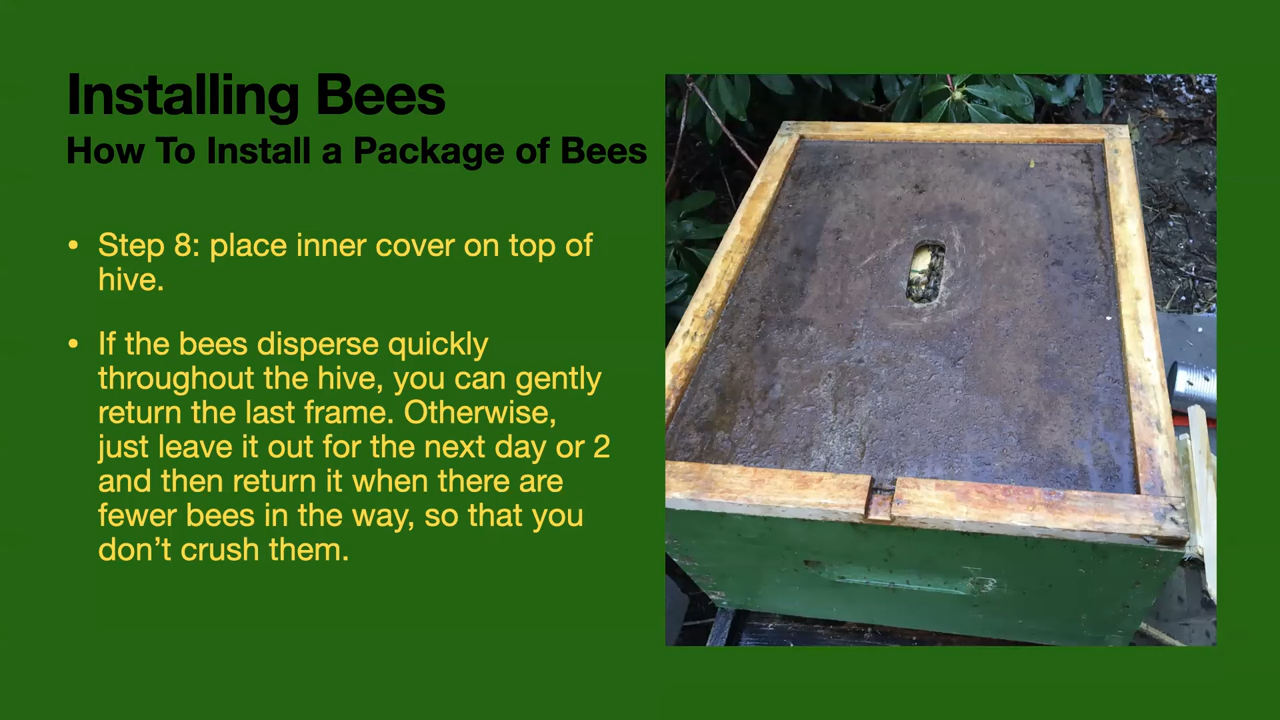 Installing Bees
How To Install a Package of Bees
• Step 8: place inner cover on top of
hive.
• If the bees disperse quickly
throughout the hive, you can gently
return the last frame. Otherwise,
just leave it out for the next day or 2
and then return it when there are
fewer bees in the way, so that you
don’t crush them.